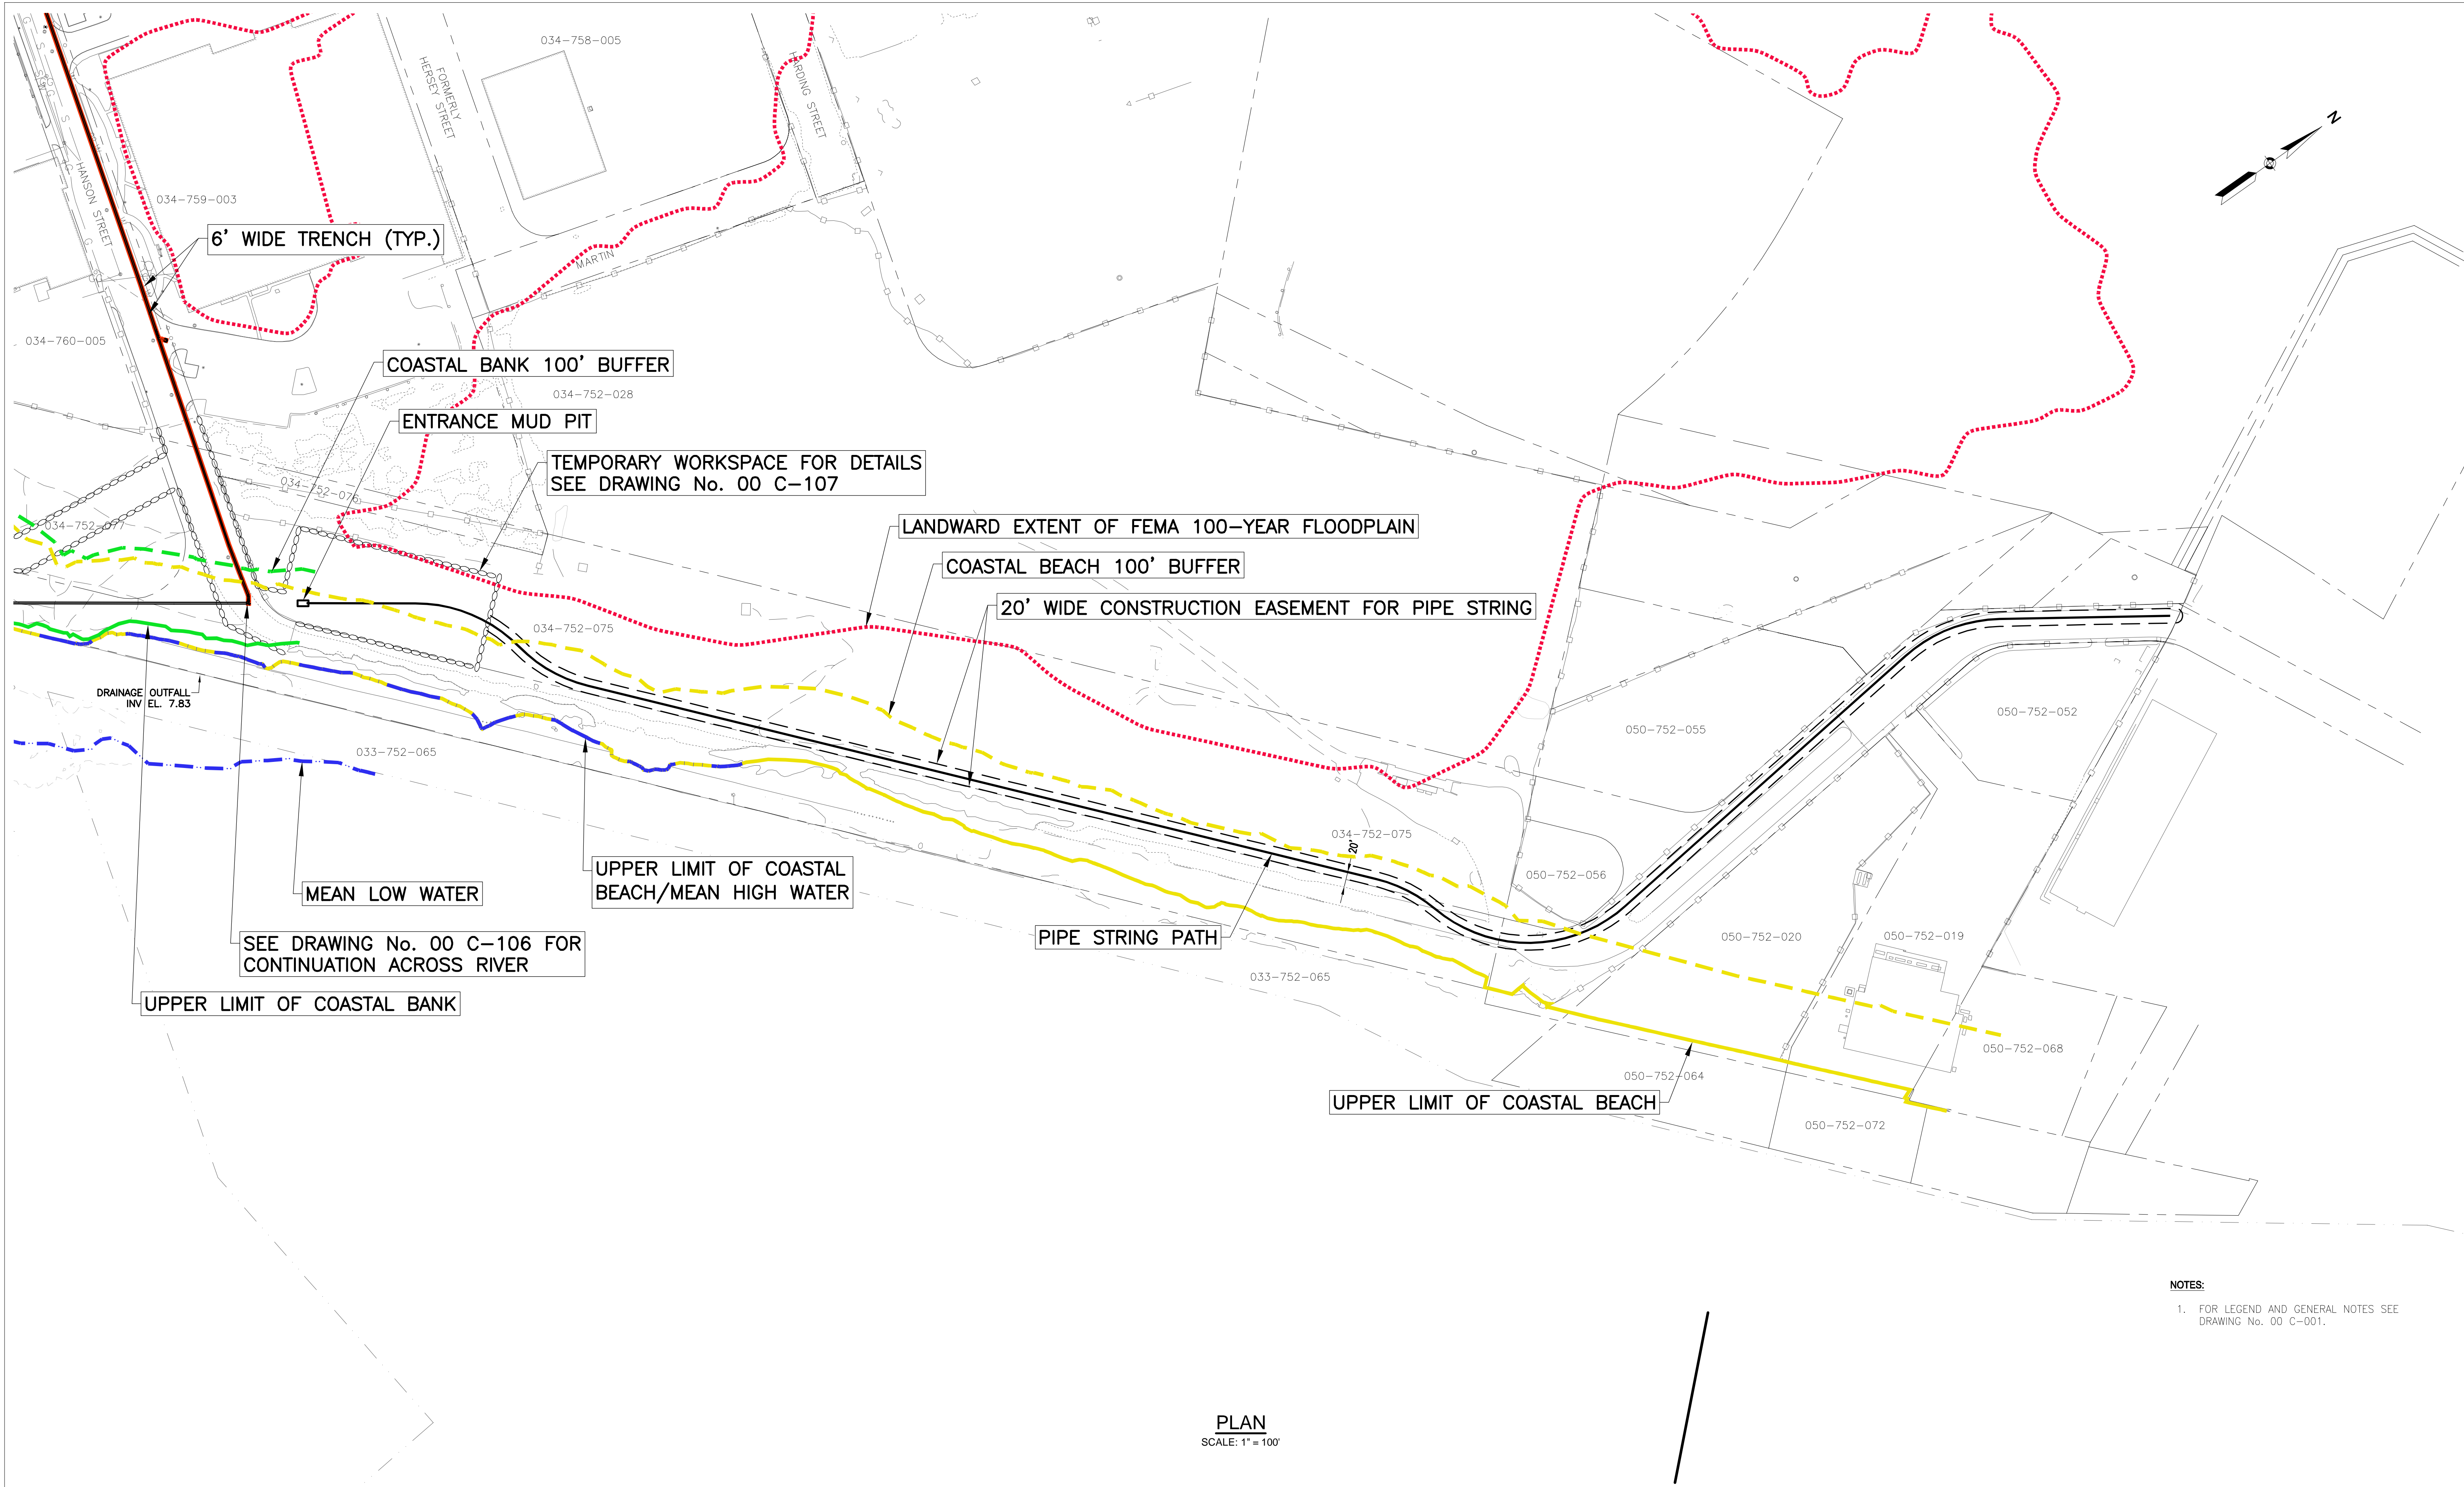 034-758-005
FORMERLY
HERSEY STREET
HARDING STREET
N
HANSON STREET
034-759-003
6' WIDE TRENCH (TYP.)
MARTIN
034-760-005
COASTAL BANK 100' BUFFER
034-752-028
ENTRANCE MUD PIT
TEMPORARY WORKSPACE FOR DETAILS
SEE DRAWING No. 00 C-107
034-752-076
034-752-077
LANDWARD EXTENT OF FEMA 100-YEAR FLOODPLAIN
COASTAL BEACH 100' BUFFER
20' WIDE CONSTRUCTION EASEMENT FOR PIPE STRING
034-752-075
DRAINAGE OUTFALL
INV EL. 7.83
033-752-065
050-752-055
050-752-052
034-752-075
20'
050-752-056
UPPER LIMIT OF COASTAL
BEACH/MEAN HIGH WATER
MEAN LOW WATER
PIPE STRING PATH
050-752-020
050-752-019
SEE DRAWING No. 00 C-106 FOR
CONTINUATION ACROSS RIVER
033-752-065
UPPER LIMIT OF COASTAL BANK
050-752-068
050-752-064
UPPER LIMIT OF COASTAL BEACH
050-752-072
NOTES:
1. FOR LEGEND AND GENERAL NOTES SEE
DRAWING No. 00 C-001.
PLAN
SCALE: 1" = 100'